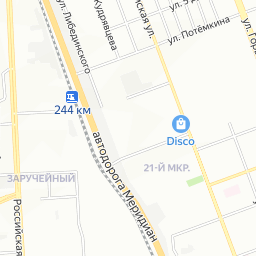 ул. Либединского
Кудрявцева
ул. Потёмкина
244 км
Disco
автодорога Меридиан
21-Й МКР.
ЗАРУЧЕЙНЫЙ
Российская